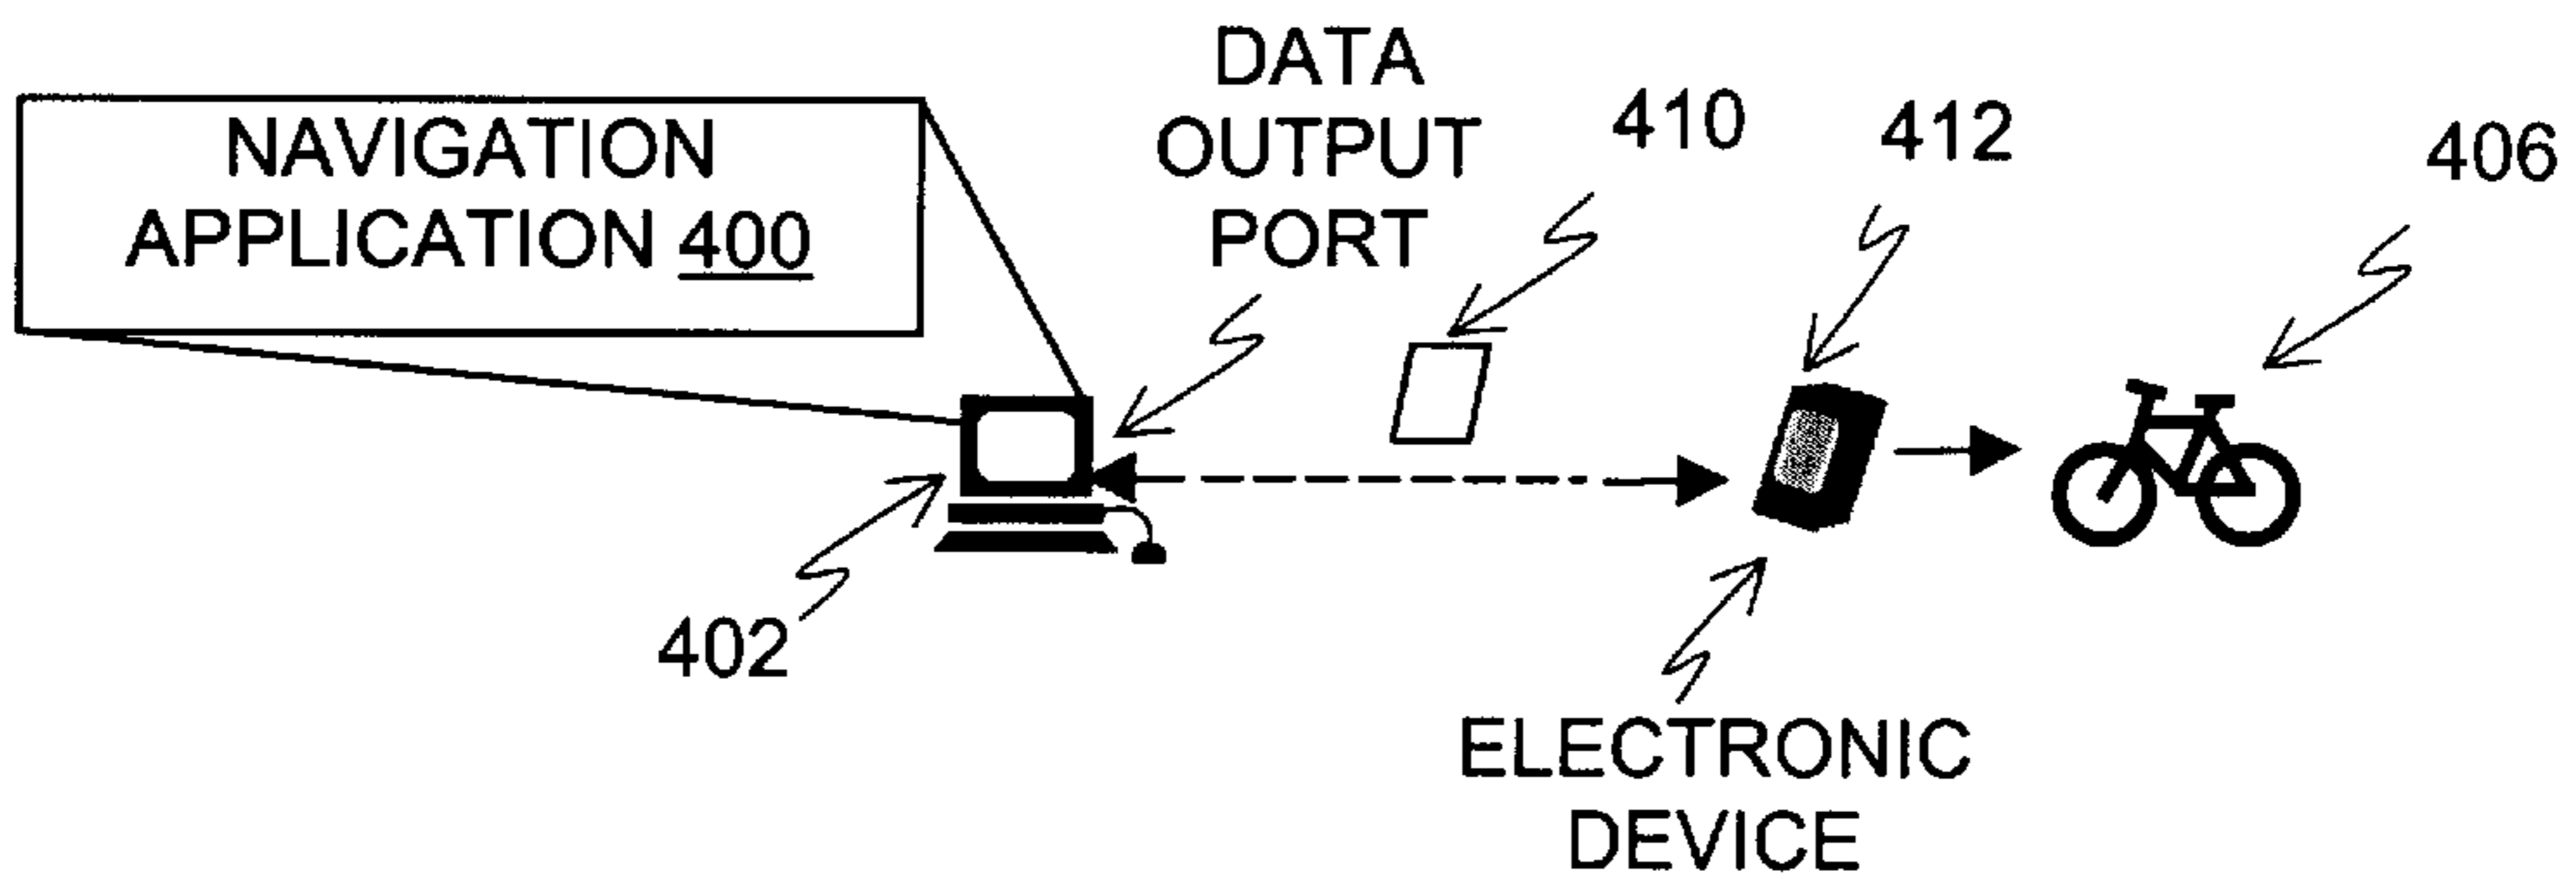 NAVIGATION
APPLICATION 400
DATA
OUTPUT
PORT
410
412
406
402
ELECTRONIC
DEVICE